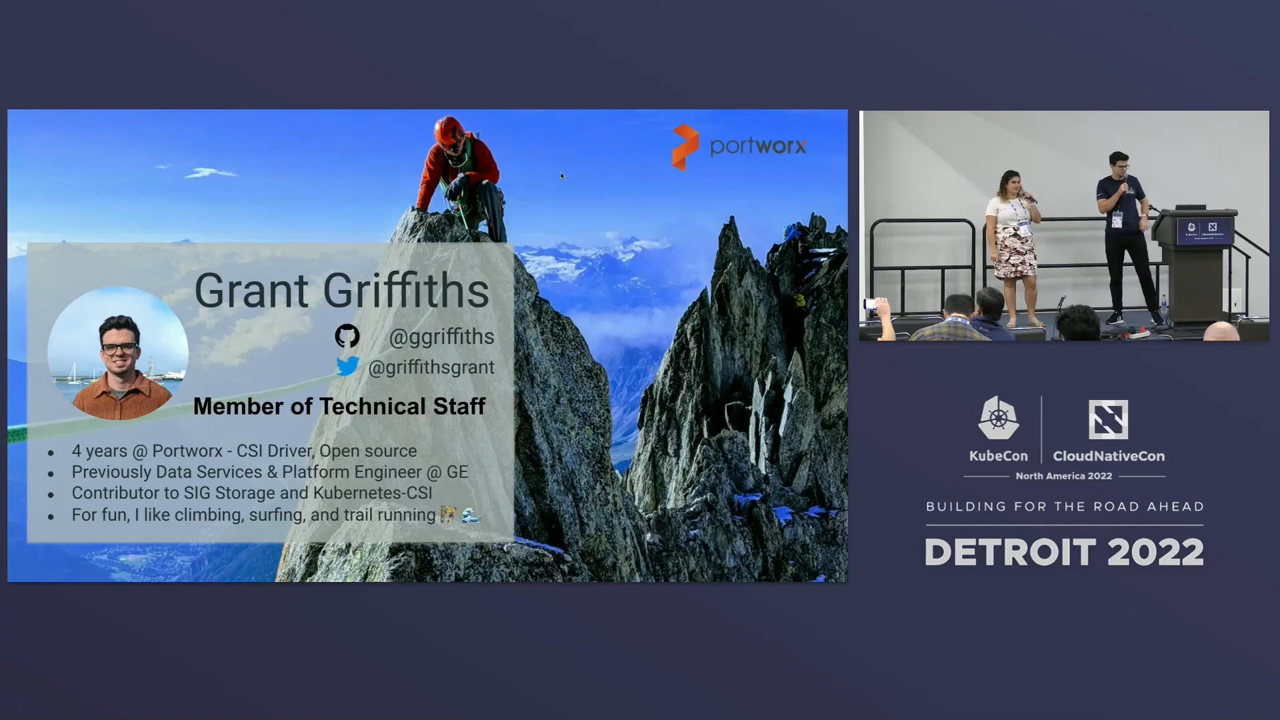 portworx
Grant Griffiths
@ggriffiths
@griffithsgrant
Member of Technical Staff
• 4 years @ Portworx - CSI Driver, Open source
• Previously Data Services & Platform Engineer @ GE
• Contributor to SIG Storage and Kubernetes-CSI
• For fun, I like climbing, surfing, and trail running 🧗🌊
KubeCon
CloudNativeCon
North America 2022
BUILDING FOR THE ROAD AHEAD
DETROIT 2022